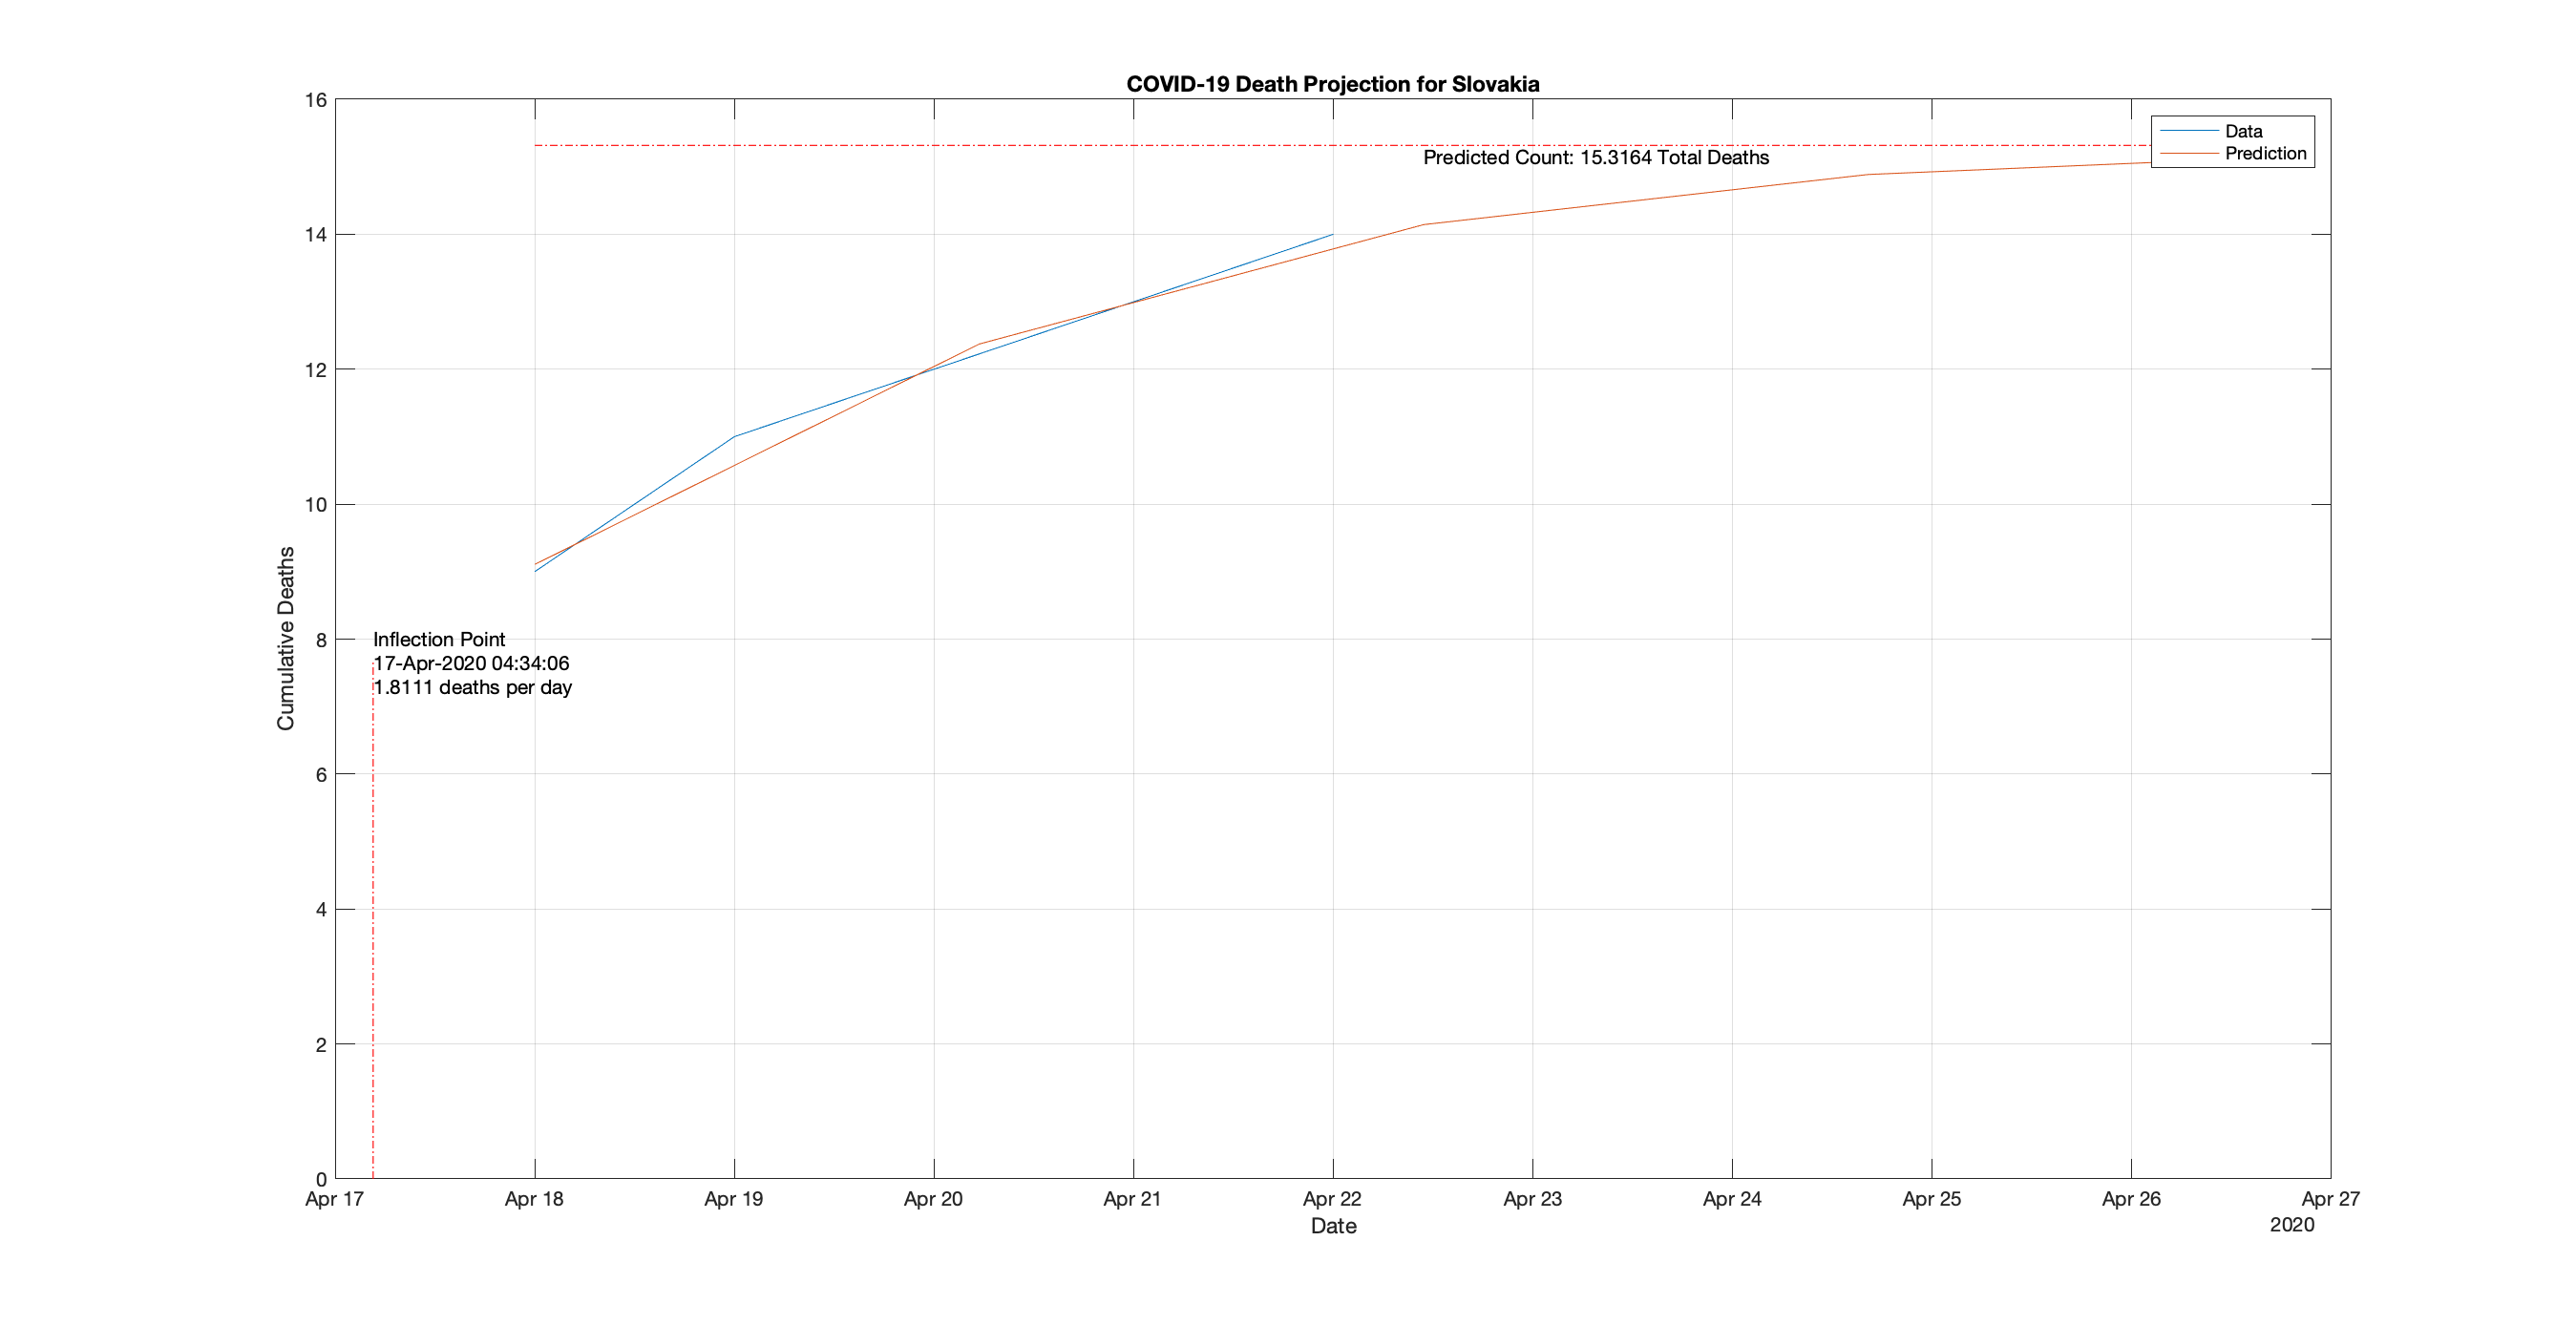 COVID-19 Death Projection for Slovakia
16
14
12
10
8
6
4
2
0
Cumulative Deaths
Data
Prediction
Predicted Count: 15.3164 Total Deaths
Inflection Point
17-Apr-2020 04:34:06
1.8111 deaths per day
Apr 17
Apr 18
Apr 19
Apr 20
Apr 21
Apr 22
Apr 23
Apr 24
Apr 25
Apr 26
Apr 27
Date
2020